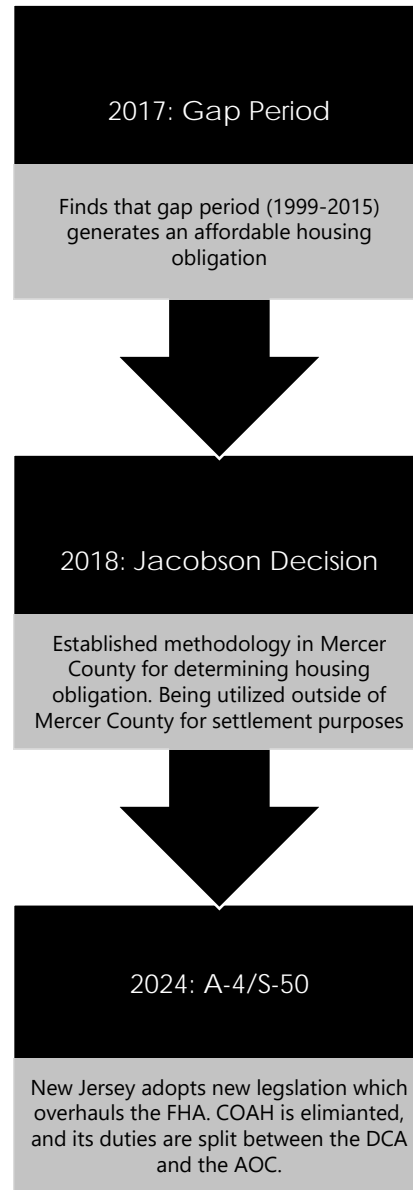 2017: Gap Period
Finds that gap period (1999-2015)
generates an affordable housing
obligation
2018: Jacobson Decision
Established methodology in Mercer
County for determining housing
obligation. Being utilized outside of
Mercer County for settlement purposes
2024: A-4/S-50
New Jersey adopts new legslation which
overhauls the FHA. COAH is elimianted,
and its duties are split between the DCA
and the AOC.